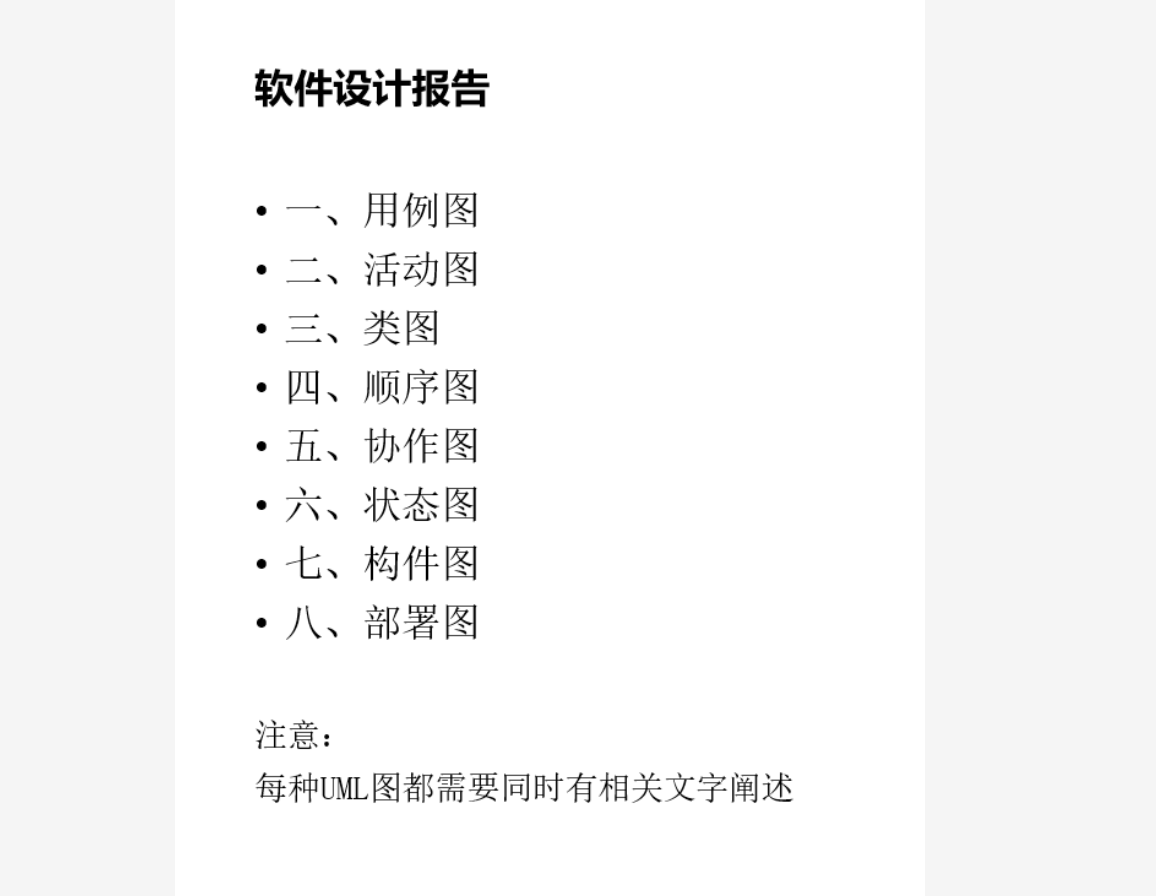 软件设计报告
• 一、用例图
• 二、活动图
• 三、类图
• 四、顺序图
• 五、协作图
• 六、状态图
• 七、构件图
• 八、部署图
注意：
每种UML图都需要同时有相关文字阐述